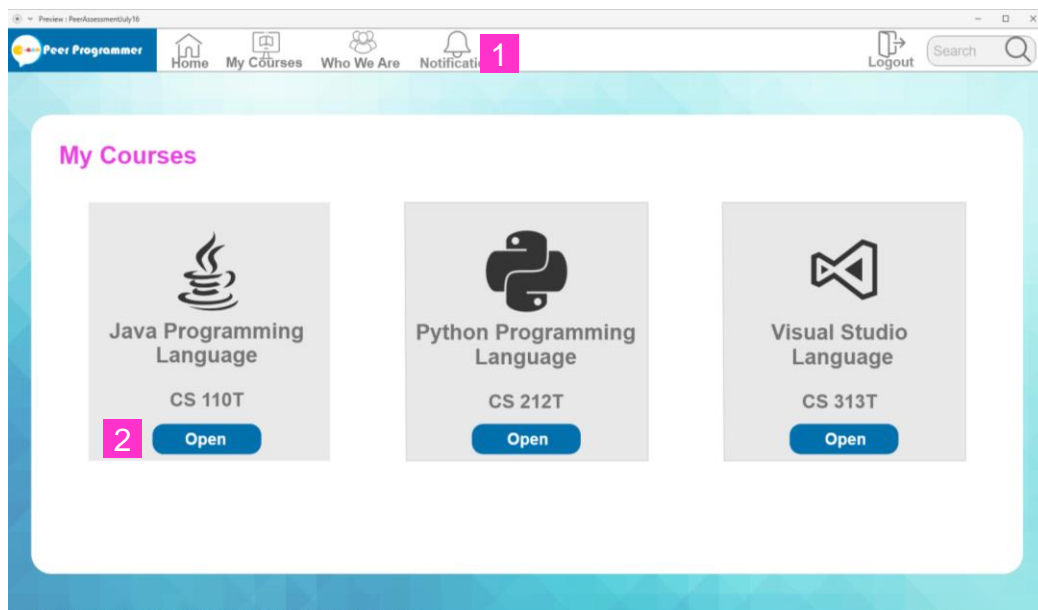 Preview : PeerAssessmentJuly16
Peer Programmer
Home
My Courses
Who We Are
Notificati
1
Logout
Search
My Courses
Java Programming
Language
CS 110T
2
Open
Python Programming
Language
CS 212T
Open
Visual Studio
Language
CS 313T
Open